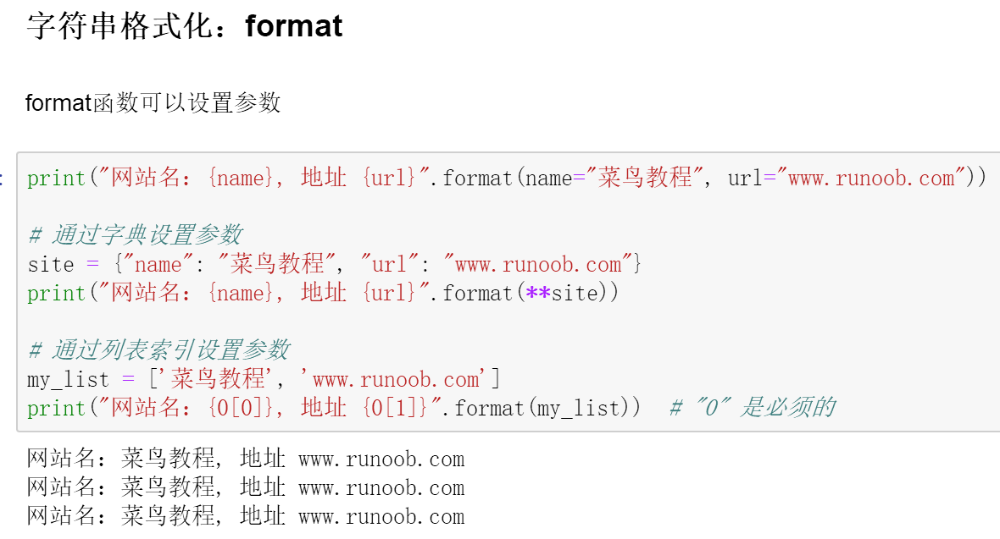 字符串格式化：format
format函数可以设置参数
:
print("网站名：{name}, 地址 {url}".format(name="菜鸟教程", url="www.runoob.com"))
# 通过字典设置参数
site = {"name": "菜鸟教程", "url": "www.runoob.com"}
print("网站名：{name}, 地址 {url}".format(**site))
# 通过列表索引设置参数
my_list = ['菜鸟教程', 'www.runoob.com']
print("网站名：{0[0]}, 地址 {0[1]}".format(my_list))  # "0" 是必须的
网站名：菜鸟教程, 地址 www.runoob.com
网站名：菜鸟教程, 地址 www.runoob.com
网站名：菜鸟教程, 地址 www.runoob.com